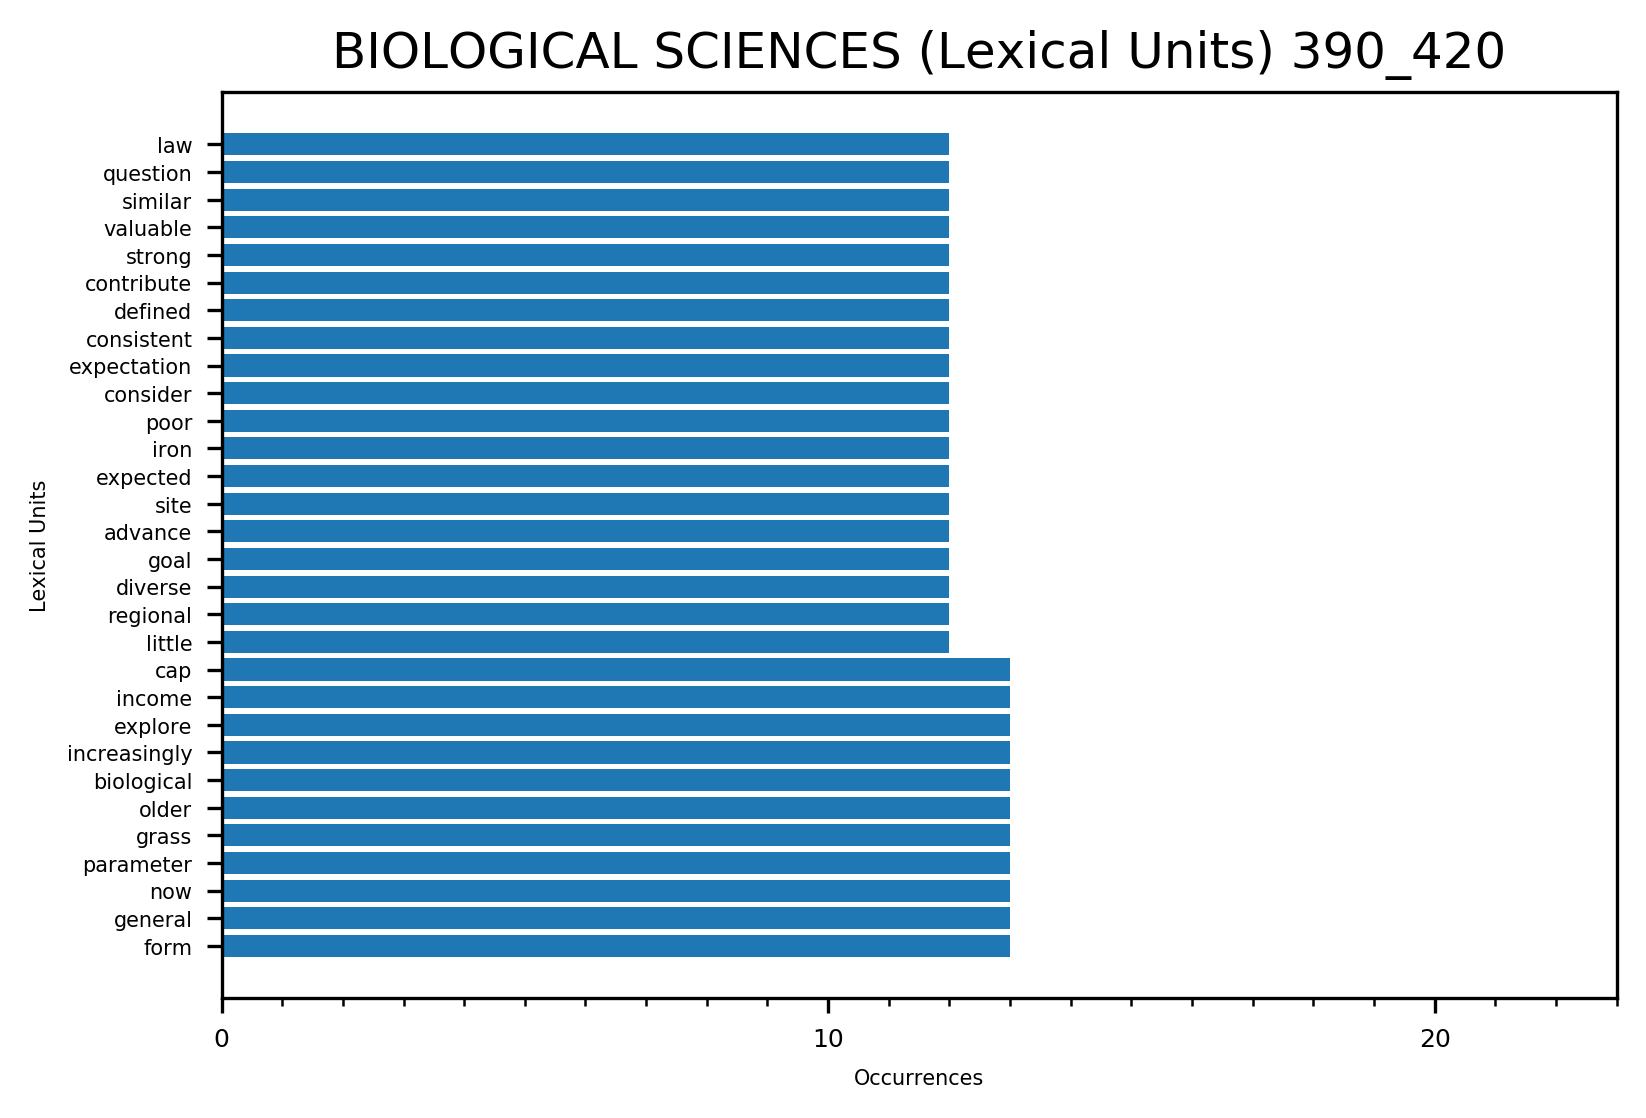 BIOLOGICAL SCIENCES (Lexical Units) 390_420
law
question
similar
valuable
strong
contribute
defined
consistent
expectation
consider
poor
iron
expected
site
advance
goal
diverse
regional
little
cap
income
explore
increasingly
biological
older
grass
parameter
now
general
form
Lexical Units
0 10 20
Occurrences